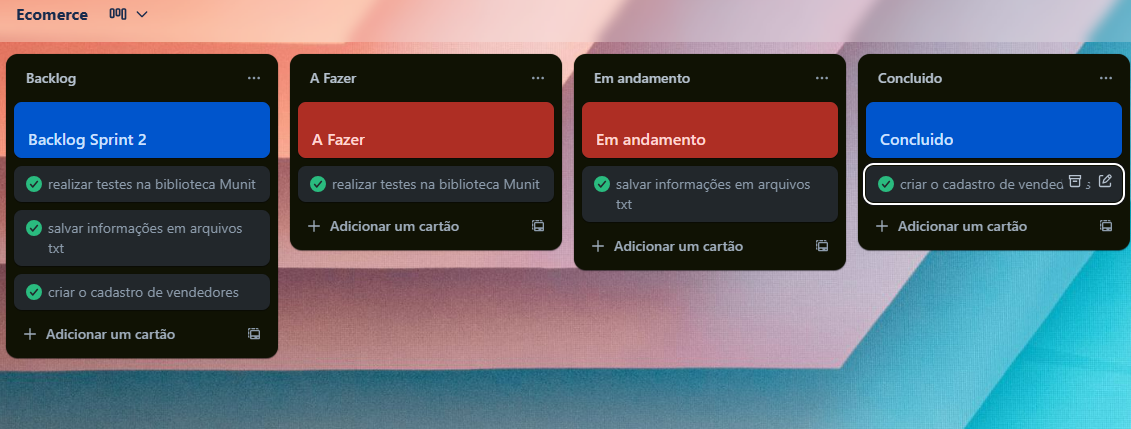 Ecomerce
Backlog
Backlog Sprint 2
realizar testes na biblioteca Munit
salvar informações em arquivos
txt
criar o cadastro de vendedores
Adicionar um cartão
A Fazer
A Fazer
realizar testes na biblioteca Munit
Adicionar um cartão
Em andamento
Em andamento
salvar informações em arquivos
txt
Adicionar um cartão
Concluido
Concluido
criar o cadastro de
Adicionar um cartão